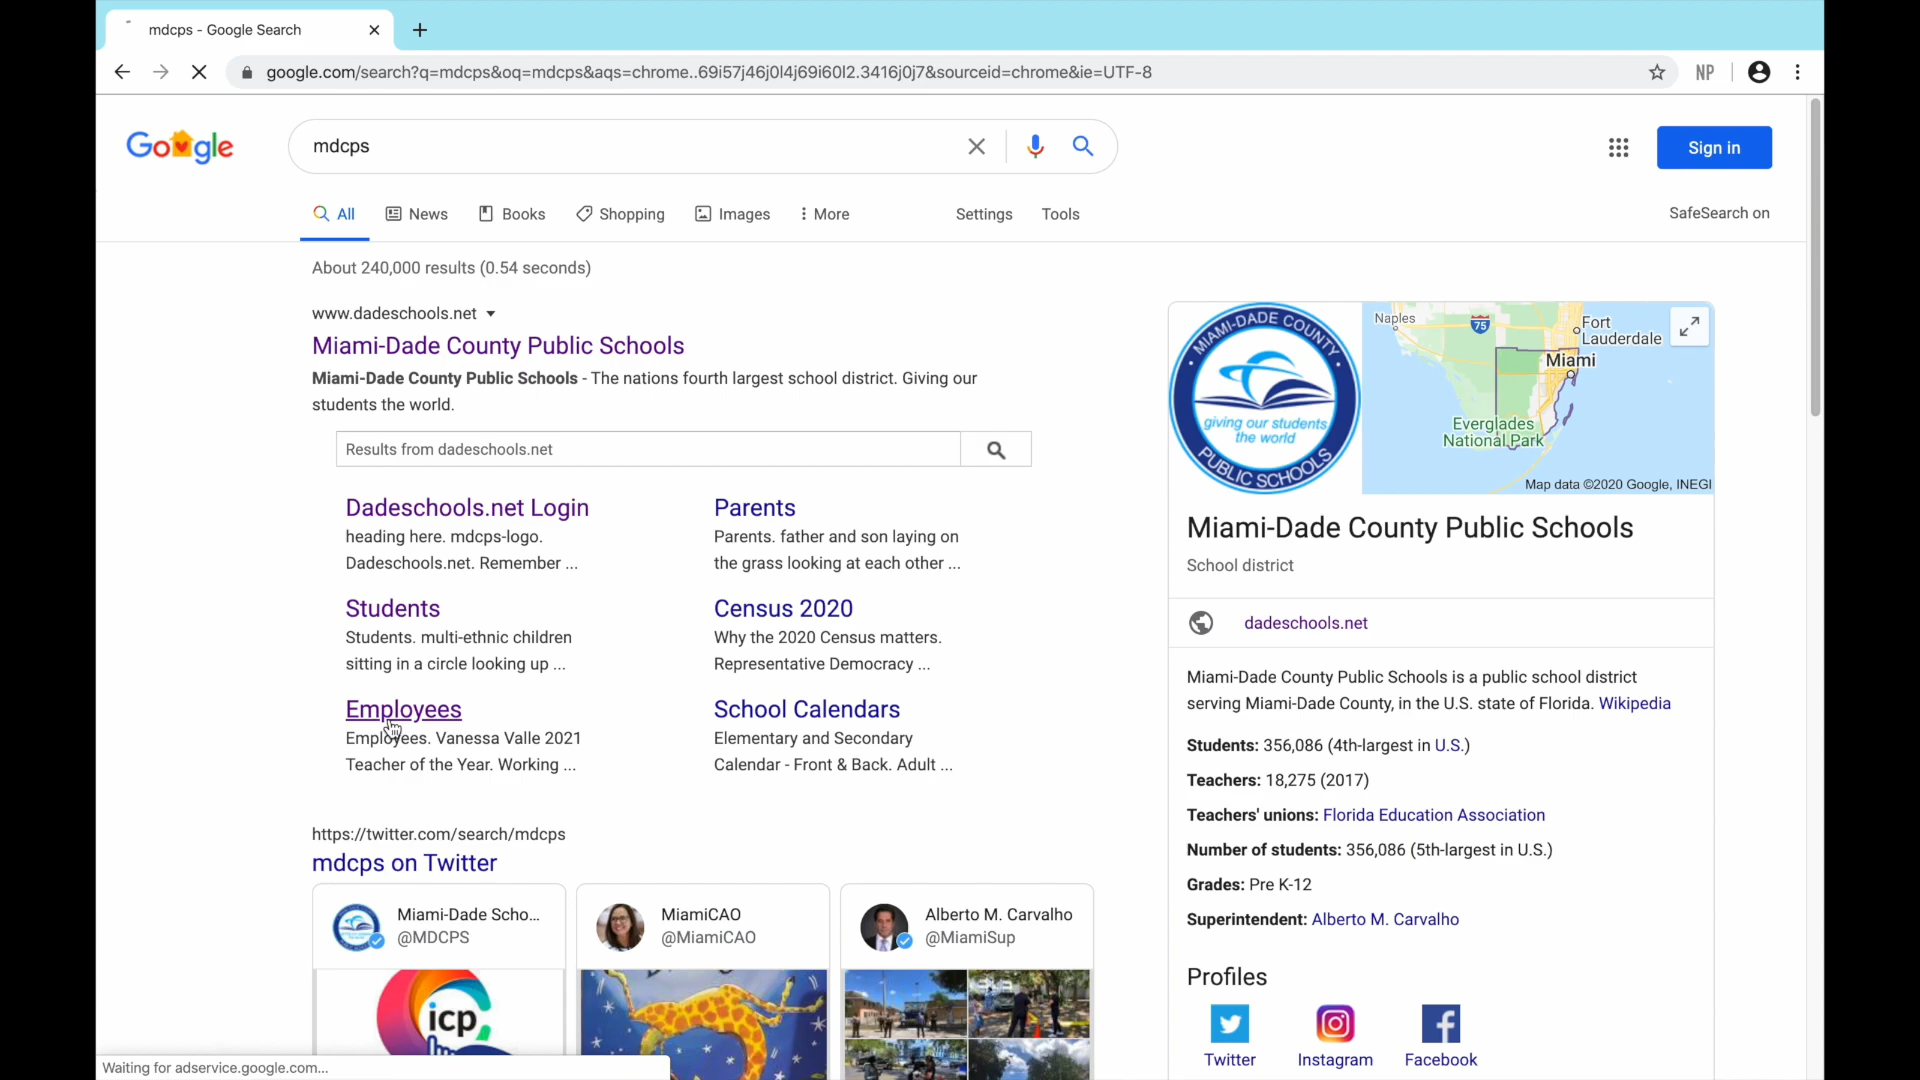 mdcps - Google Search
google.com/search?q=mdcps&oq=mdcps&aqs=chrome..69i57j46j0l4j69i60l2.3416j0j7&sourceid=chrome&ie=UTF-8
NP
Google
mdcps
Sign in
All
News
Books
Shopping
Images
More
Settings
Tools
SafeSearch on
About 240,000 results (0.54 seconds)
www.dadeschools.net
Miami-Dade County Public Schools
Miami-Dade County Public Schools - The nations fourth largest school district. Giving our
students the world.
Results from dadeschools.net
Dadeschools.net Login
heading here. mdcps-logo.
Dadeschools.net. Remember ...
Parents
Parents. father and son laying on
the grass looking at each other ...
Students
Students. multi-ethnic children
sitting in a circle looking up ...
Census 2020
Why the 2020 Census matters.
Representative Democracy ...
Employees
Employees. Vanessa Valle 2021
Teacher of the Year. Working ...
School Calendars
Elementary and Secondary
Calendar - Front & Back. Adult ...
https://twitter.com/search/mdcps
mdcps on Twitter
Miami-Dade Scho...
@MDCPS
MiamiCAO
@MiamiCAO
Alberto M. Carvalho
@MiamiSup
icp
Waiting for adservice.google.com...
MIAMI-DADE COUNTY
giving our students
the world
PUBLIC SCHOOLS
Naples
75
Fort
Lauderdale
Miami
Everglades
National Park
Map data ©2020 Google, INEGI
Miami-Dade County Public Schools
School district
dadeschools.net
Miami-Dade County Public Schools is a public school district
serving Miami-Dade County, in the U.S. state of Florida. Wikipedia
Students: 356,086 (4th-largest in U.S.)
Teachers: 18,275 (2017)
Teachers' unions: Florida Education Association
Number of students: 356,086 (5th-largest in U.S.)
Grades: Pre K-12
Superintendent: Alberto M. Carvalho
Profiles
Twitter
Instagram
Facebook